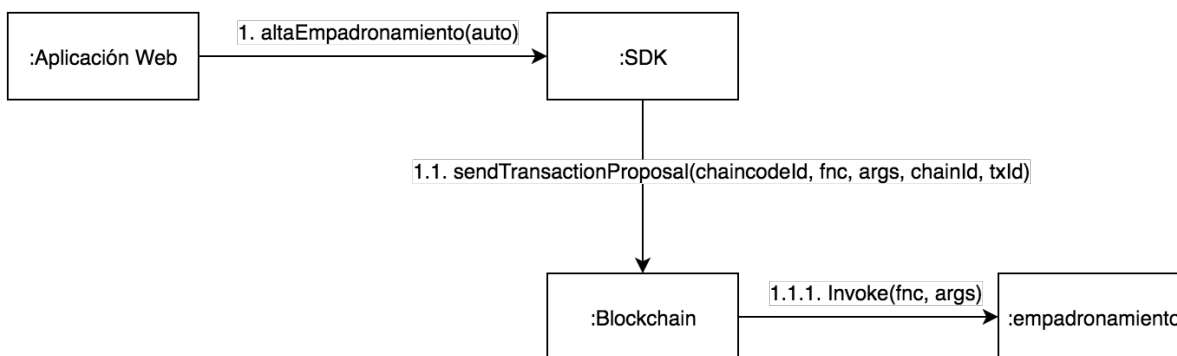 1. altaEmpadronamiento(auto)
:Aplicación Web
:SDK
1.1. sendTransactionProposal(chaincodeId, fnc, args, chainId, txId)
1.1.1. Invoke(fnc, args)
:Blockchain
:empadronamiento